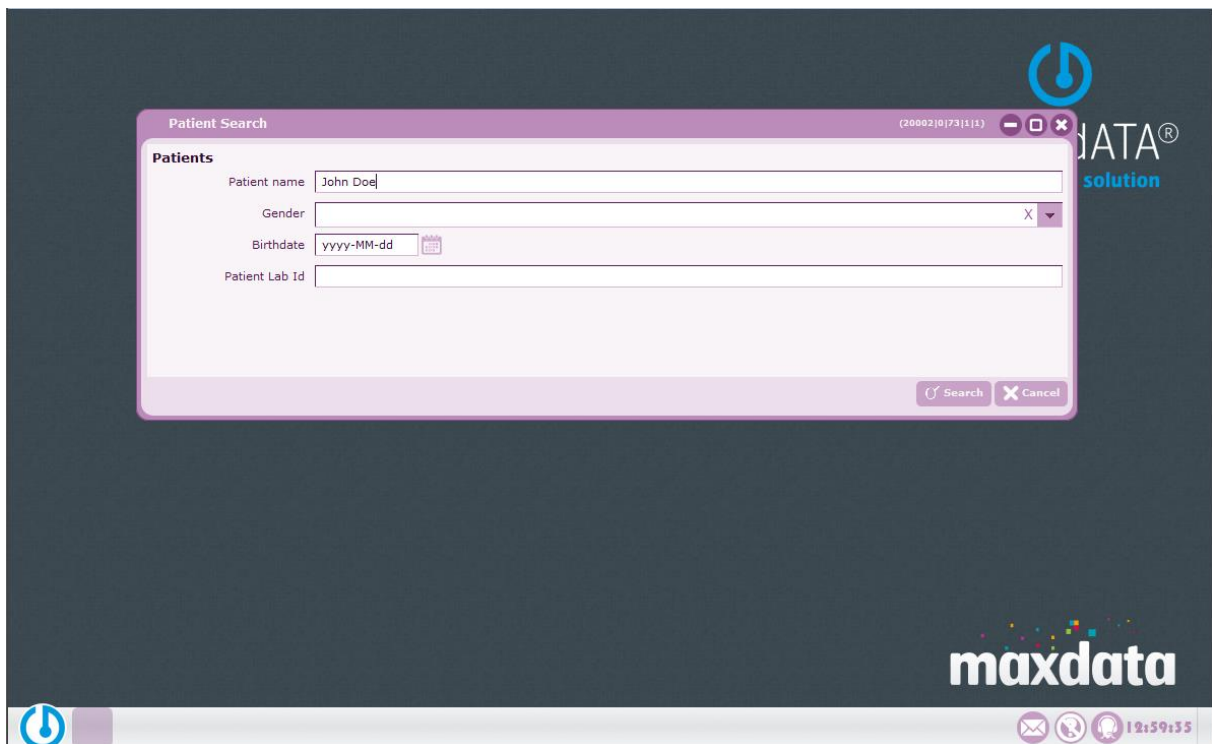 Patient Search (20002|0|73|1|1)
dATA®
solution
Patients
Patient name John Doe
Gender X
Birthdate yyyy-MM-dd
Patient Lab Id
Search Cancel
maxdata
12:59:35